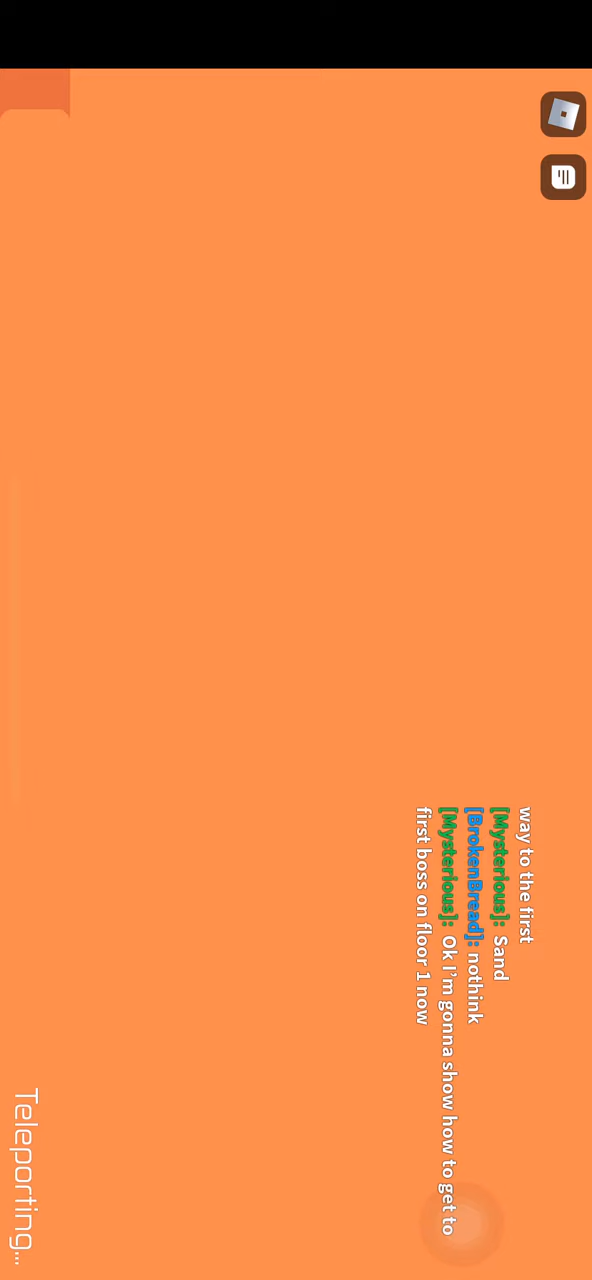 way to the first
[Mysterious]: Sand
[BrokenBread]: nothink
[Mysterious]: Ok I'm gonna show how to get to
first boss on floor 1 now
Teleporting...